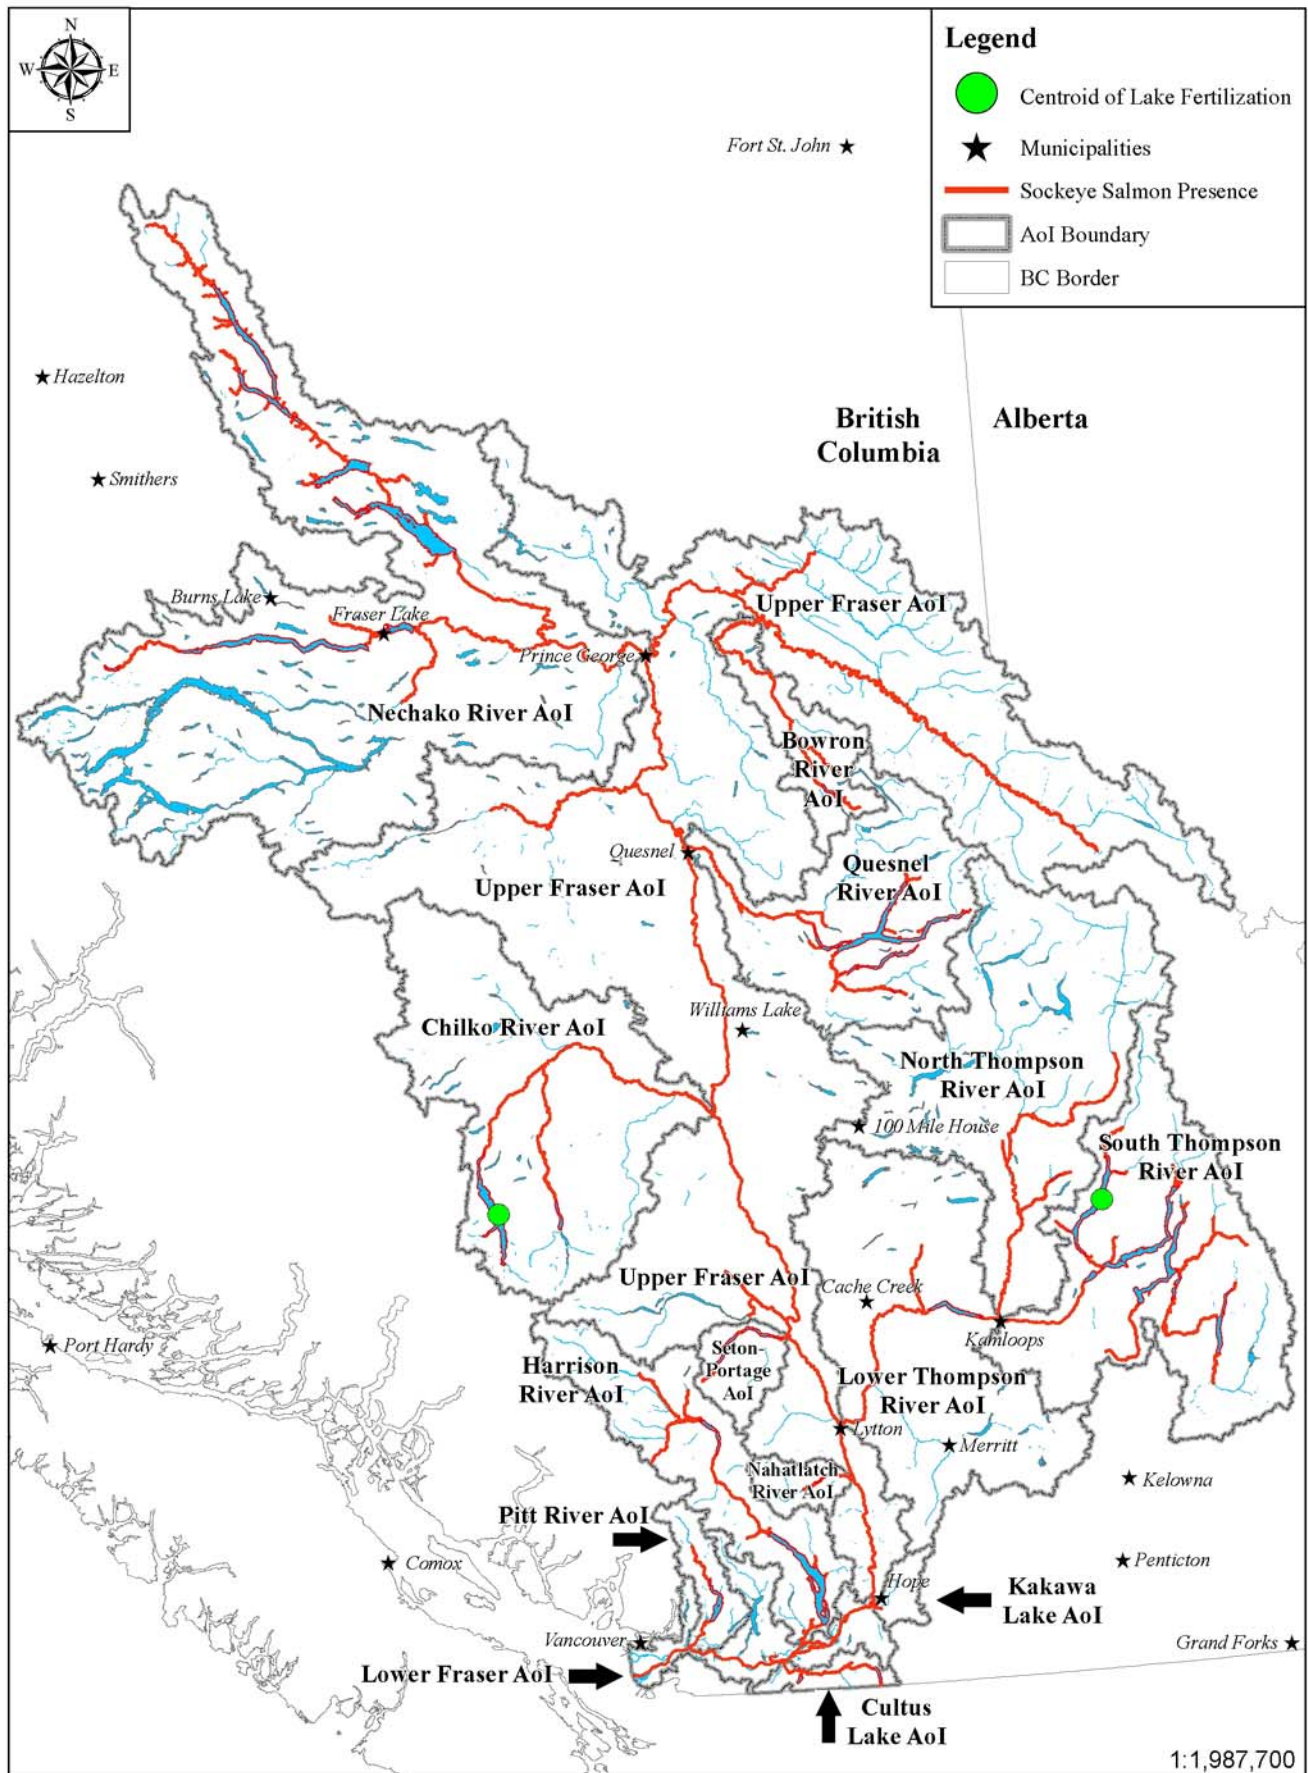 N
W
E
S
Legend
Centroid of Lake Fertilization
Municipalities
Sockeye Salmon Presence
AoI Boundary
BC Border
Fort St. John
Hazelton
British
Columbia
Alberta
Smithers
Burns Lake
Fraser Lake
Upper Fraser AoI
Prince George
Nechako River AoI
Bowron
River
AoI
Quesnel
Quesnel
River AoI
Upper Fraser AoI
Williams Lake
Chilko River AoI
North Thompson
River AoI
100 Mile House
South Thompson
River AoI
Upper Fraser AoI
Cache Creek
Port Hardy
Kamloops
Seton-
Portage
AoI
Harrison
River AoI
Lower Thompson
River AoI
Lytton
Merritt
Nahatlatch
River AoI
Kelowna
Pitt River AoI
Comox
Penticton
Hope
Kakawa
Lake AoI
Vancouver
Grand Forks
Lower Fraser AoI
Cultus
Lake AoI
1:1,987,700